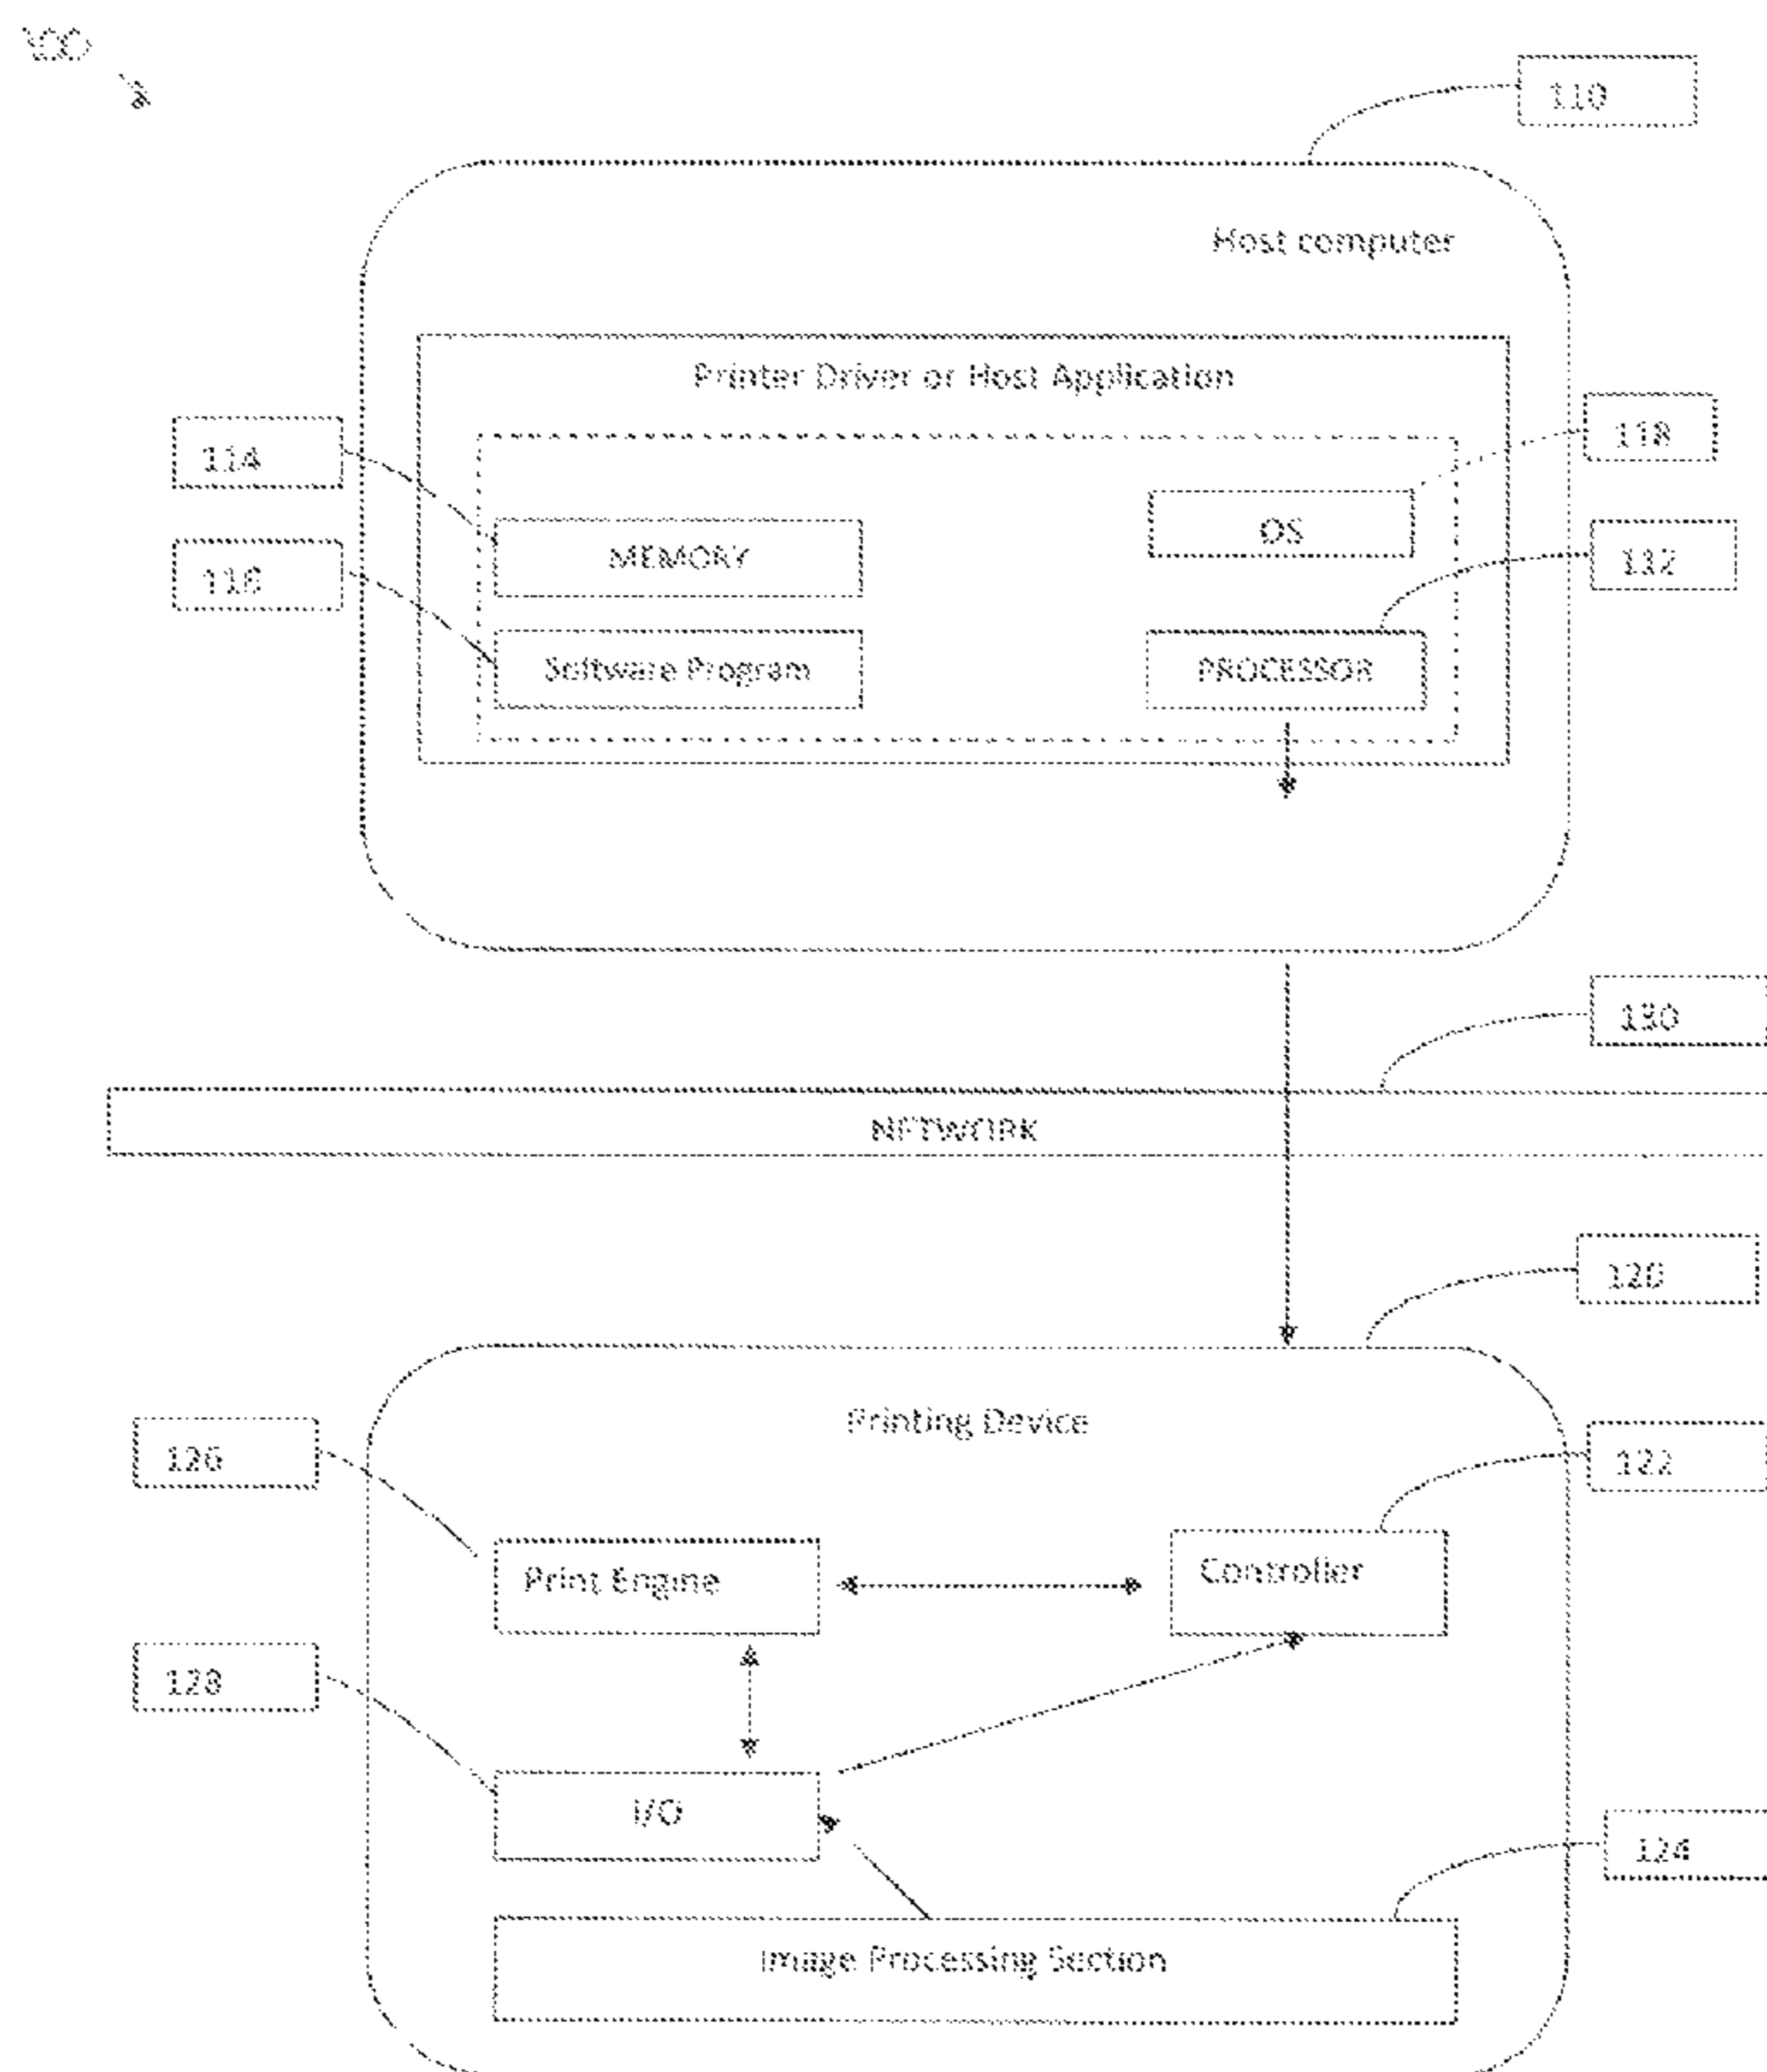 100
110
Host computer
Printer Driver or Host Application
114
118
OS
MEMORY
112
116
Software Program
PROCESSOR
130
NETWORK
120
Printing Device
126
122
Print Engine
Controller
128
I/O
124
Image Processing Section